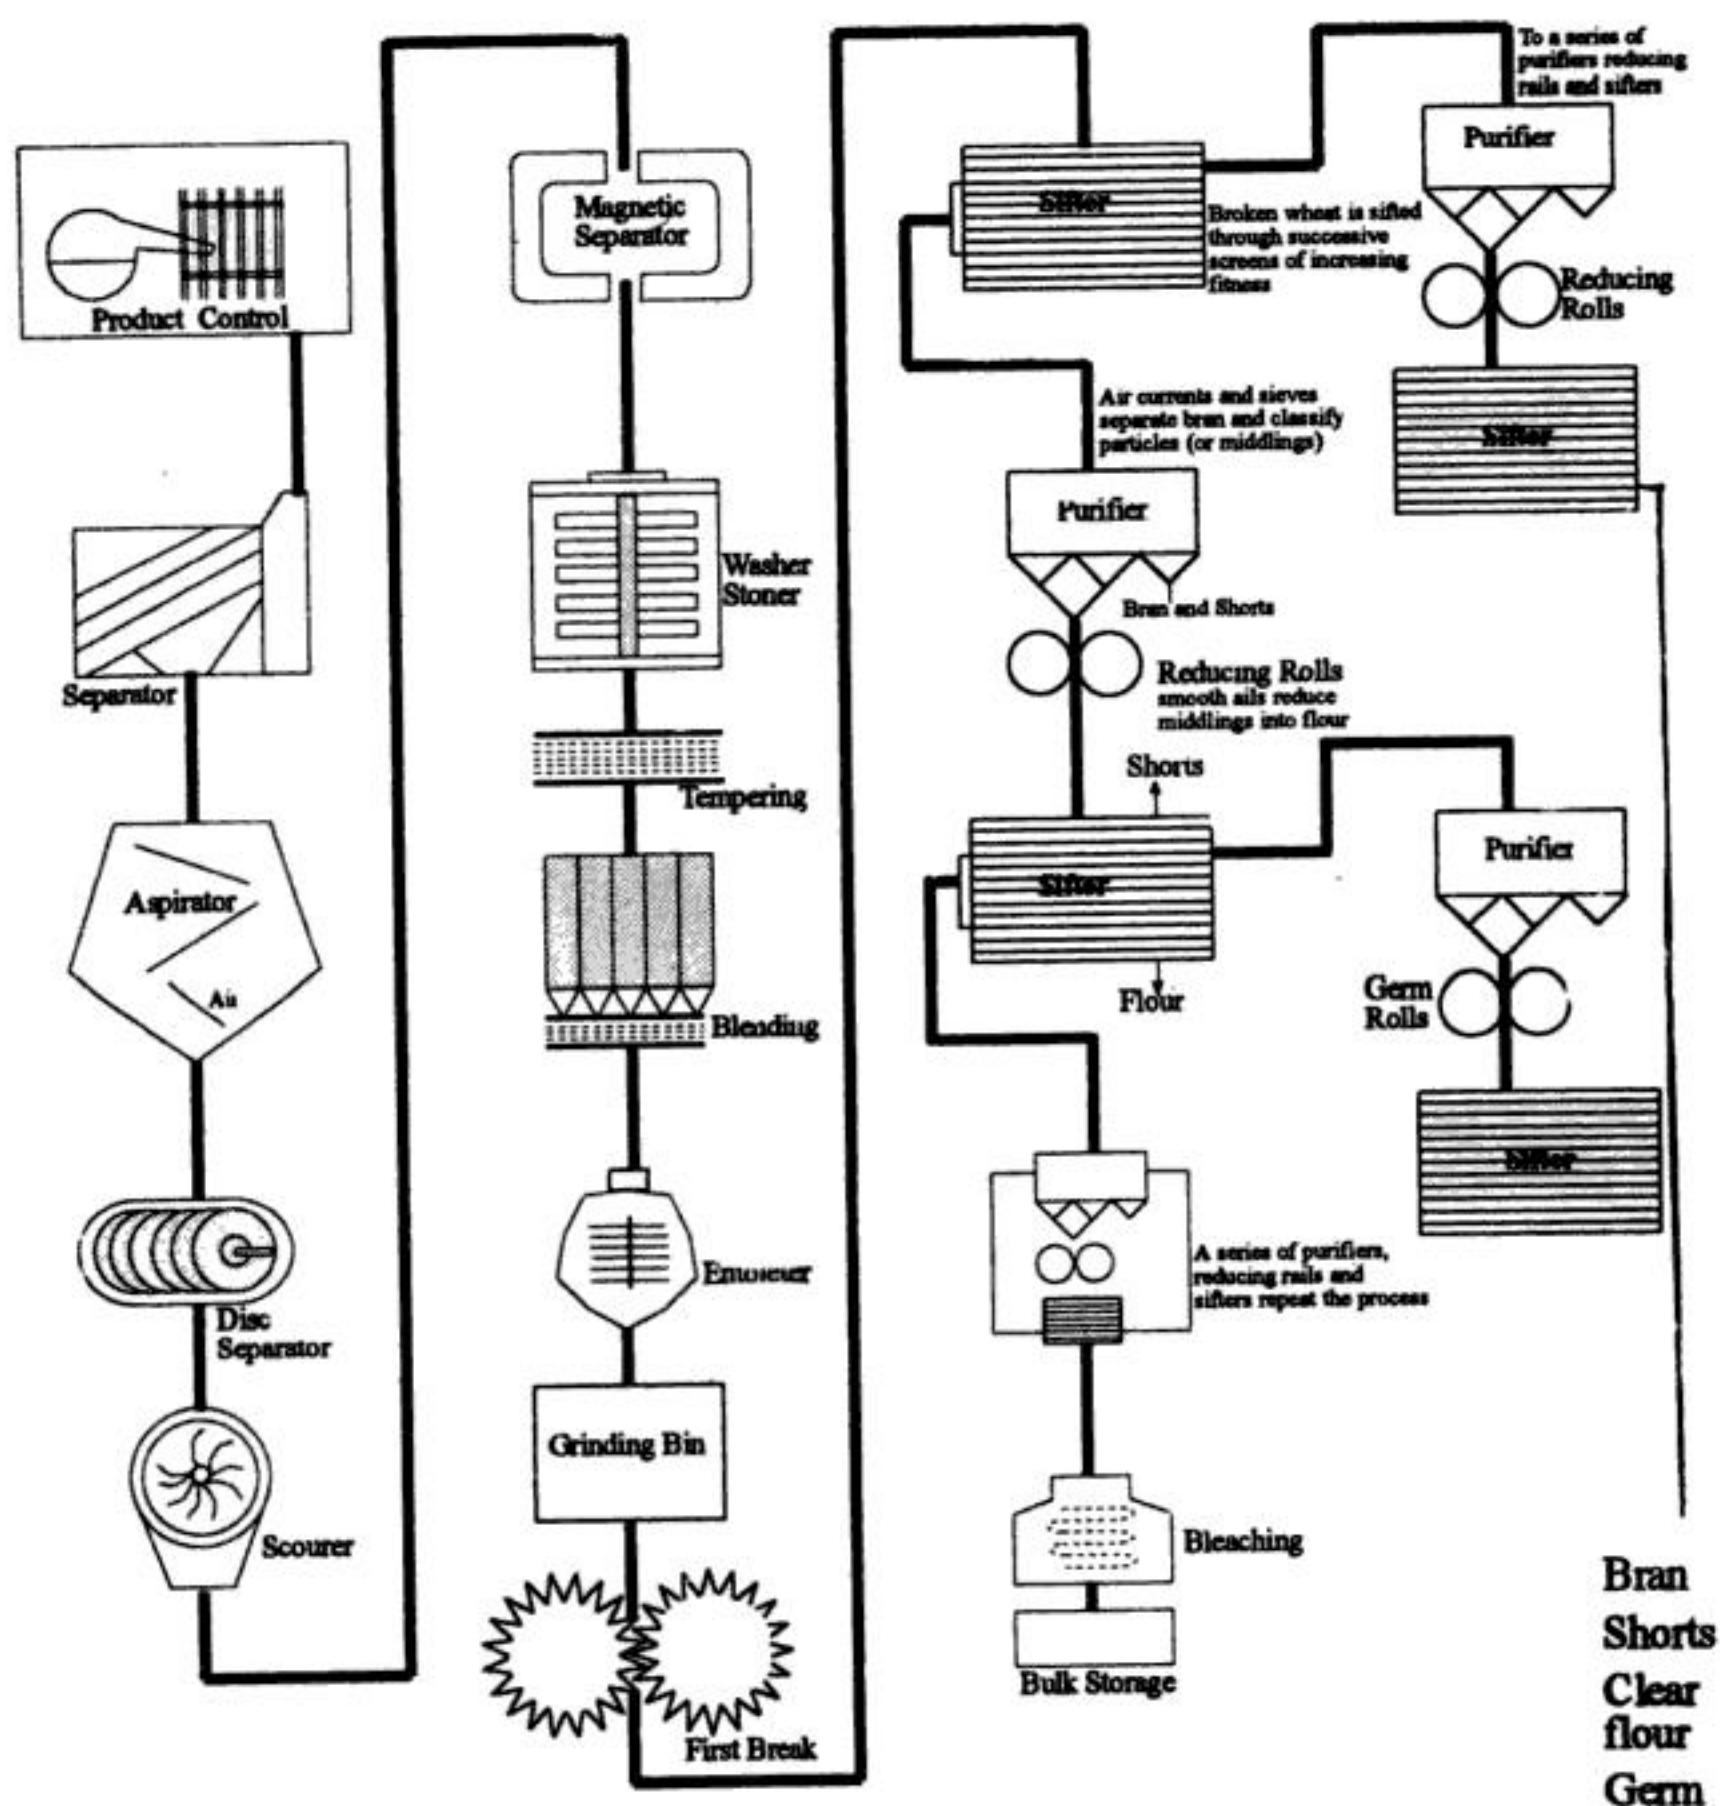 Product Control
Separator
Aspirator
Air
Disc
Separator
Scourer
Magnetic
Separator
Washer
Stoner
Tempering
Blending
Grinding Bin
First Break
Sifter
Broken wheat is sifted
through successive
screens of increasing
fitness
To a series of
purifiers reducing
rails and sifters
Purifier
Reducing
Rolls
Sifter
Air currents and sieves
separate bran and classify
particles (or middlings)
Purifier
Bran and Shorts
Reducing Rolls
smooth ails reduce
middlings into flour
Shorts
Sifter
Flour
Purifier
Germ
Rolls
Sifter
A series of purifiers,
reducing rails and
sifters repeat the process
Bleaching
Bulk Storage
Bran
Shorts
Clear
flour
Germ